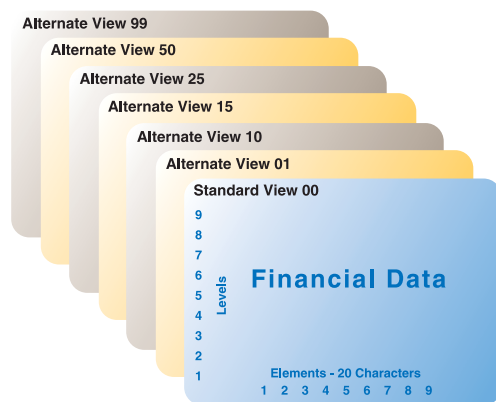 Alternate View 99
Alternate View 50
Alternate View 25
Alternate View 15
Alternate View 10
Alternate View 01
Standard View 00
9
8
7
6
5
4
3
2
1
Levels
Financial Data
Elements - 20 Characters
1 2 3 4 5 6 7 8 9